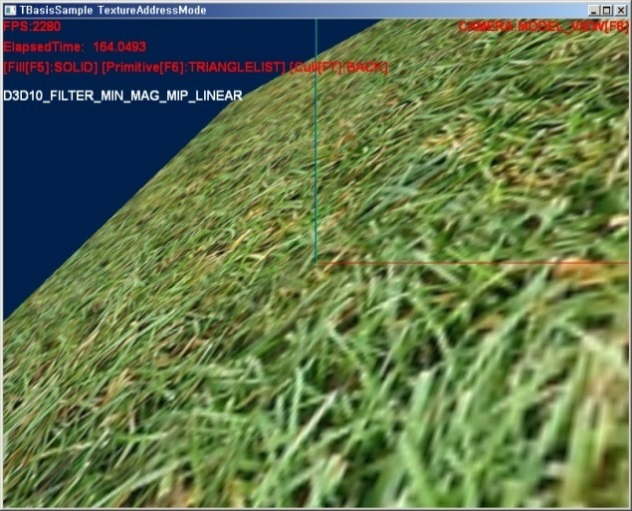 TBasisSample TextureAddressMode
FPS:2280
CAMERA MODEL_VIEW[F8]
ElapsedTime: 164.0493
[Fill[F5]:SOLID] [Primitive[F6]:TRIANGLELIST] [Cull[F7]:BACK]
D3D10_FILTER_MIN_MAG_MIP_LINEAR